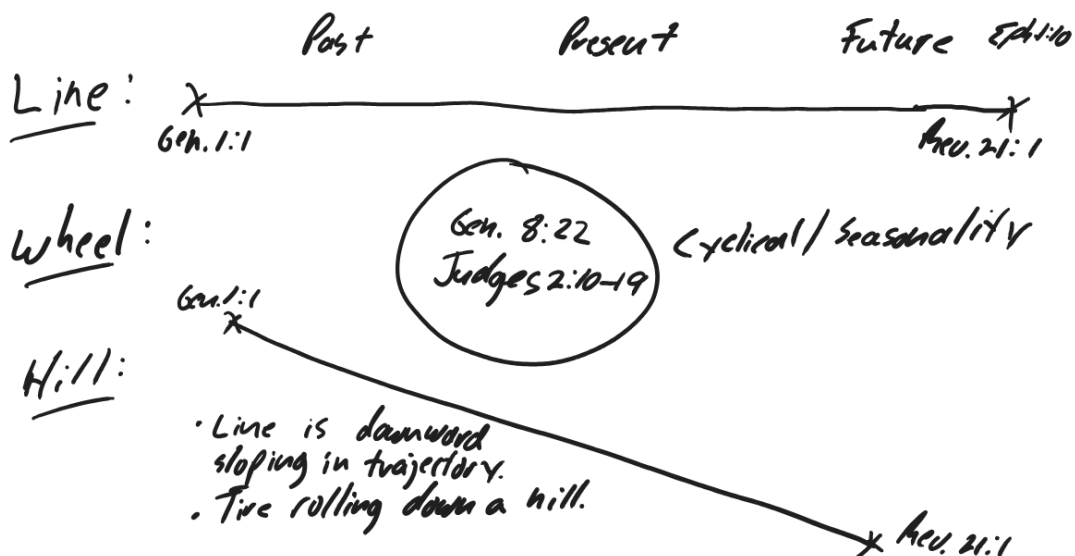 Past Present Future Eph 1:10
Line:
Gen. 1:1 Rev. 21:1
Wheel:
Gen. 8:22
Judges 2:10-19
Cyclical/Seasonality
Gen. 1:1
Hill:
• Line is downward
sloping in trajectory.
• Tire rolling down a hill.
Rev. 21:1